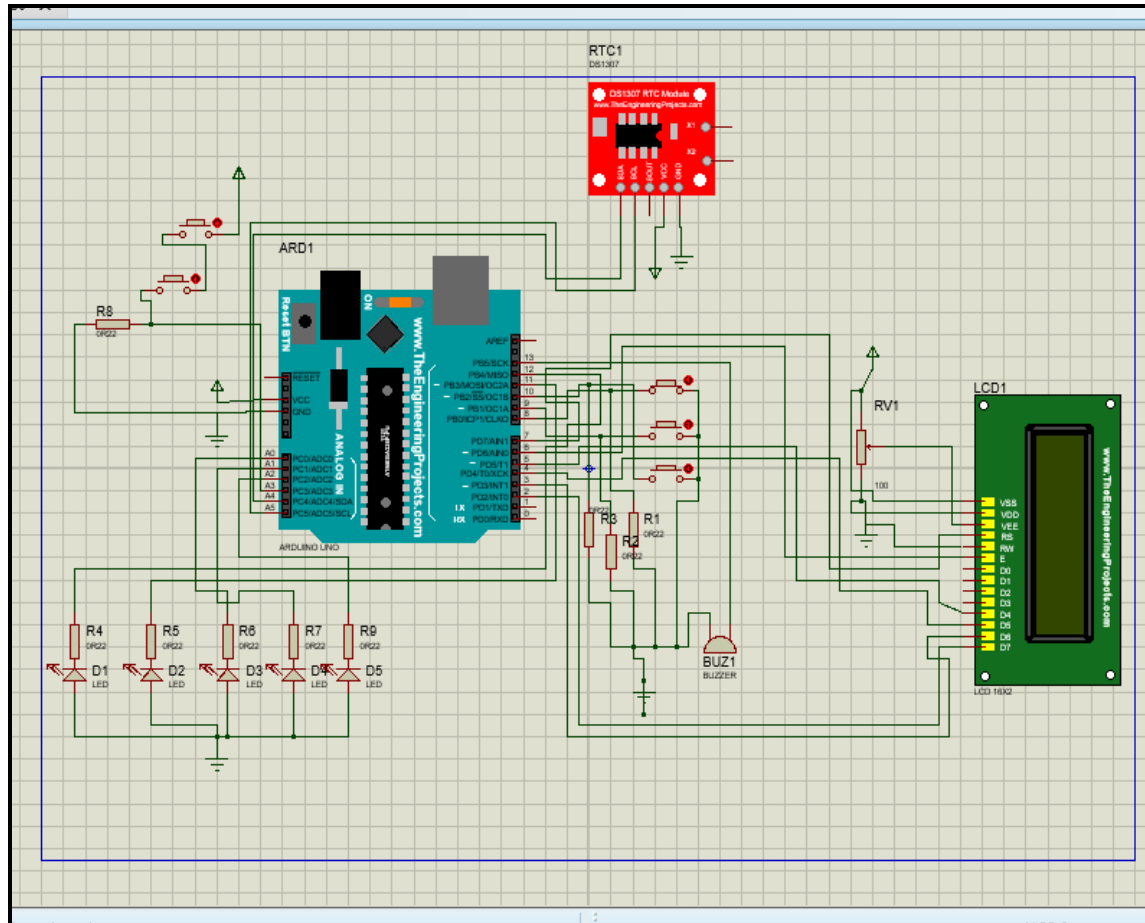 RTC1
DS1307
DS1307 RTC Module
www.TheEngineeringProjects.com
X1
X2
SDA
SCL
SOUT
VCC
GND
ARD1
R8
0R22
Reset BTN
ON
www.TheEngineeringProjects.com
AREF
13
PB5/SCK
12
PB4/MISO
11
PB3/MOSI/OC2A
10
PB2/SS/OC1B
9
PB1/OC1A
8
PB0/ICP1/CLKO
7
PD7/AIN1
6
PD6/AIN0
5
PD5/T1
4
PD4/T0/XCK
3
PD3/INT1
2
PD2/INT0
1
PD1/TXD
0
PD0/RXD
TX
RX
RESET
VCC
GND
ANALOG IN
A0
PC0/ADC0
A1
PC1/ADC1
A2
PC2/ADC2
A3
PC3/ADC3
A4
PC4/ADC4/SDA
A5
PC5/ADC5/SCL
ARDUINO UNO
RV1
100
LCD1
VSS
VDD
VEE
RS
RW
E
D0
D1
D2
D3
D4
D5
D6
D7
www.TheEngineeringProjects.com
LCD 16X2
R3
0R22
R1
0R22
R2
0R22
BUZ1
BUZZER
R4
0R22
R5
0R22
R6
0R22
R7
0R22
R9
0R22
D1
LED
D2
LED
D3
LED
D4
LED
D5
LED